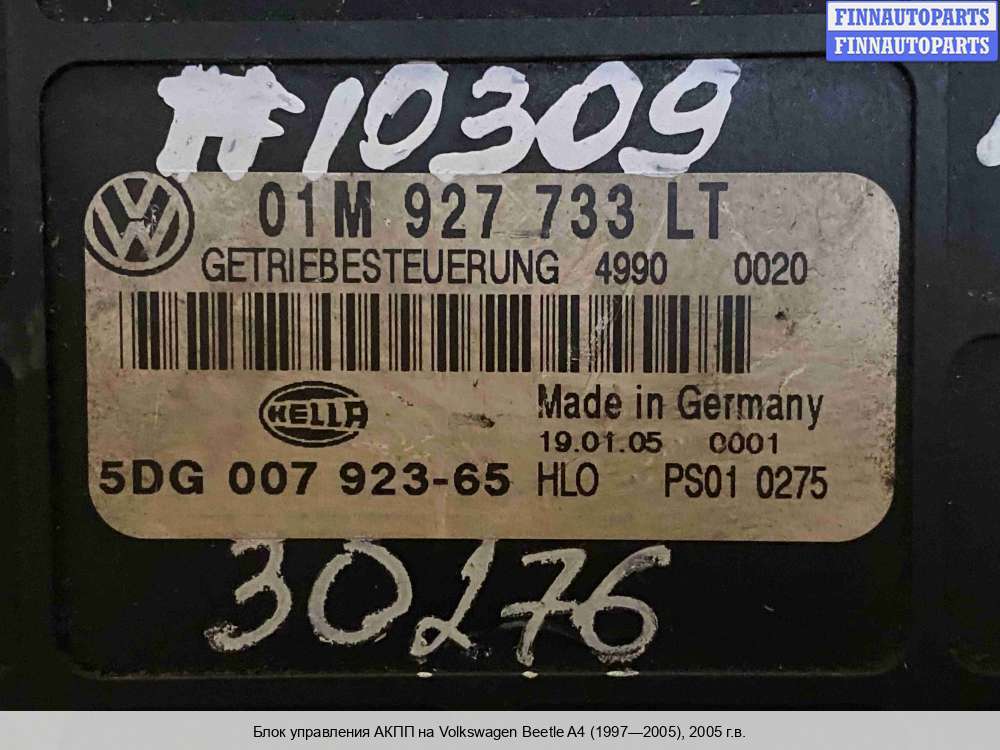 FINNAUTOPARTS
FINNAUTOPARTS
#10309
01M 927 733 LT
GETRIEBESTEUERUNG 4990 0020
HELLA
Made in Germany
19.01.05 0001
5DG 007 923-65 HLO PS01 0275
30276
Блок управления АКПП на Volkswagen Beetle A4 (1997—2005), 2005 г.в.